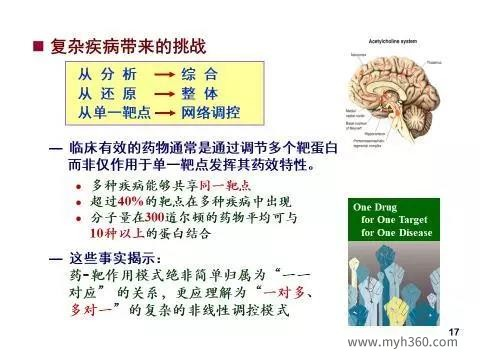 复杂疾病带来的挑战
从 分 析 → 综 合
从 还 原 → 整 体
从单一靶点 → 网络调控
— 临床有效的药物通常是通过调节多个靶蛋白
而非仅作用于单一靶点发挥其药效特性。
• 多种疾病能够共享同一靶点
• 超过40%的靶点在多种疾病中出现
• 分子量在300道尔顿的药物平均可与
10种以上的蛋白结合
— 这些事实揭示：
药-靶作用模式绝非简单归属为“一一
对应” 的关系，更应理解为“一对多、
多对一”的复杂的非线性调控模式
Acetylcholine system
Neocortex
Thalamus
Hippocampus
One Drug
for One Target
for One Disease
17
www.myh360.com